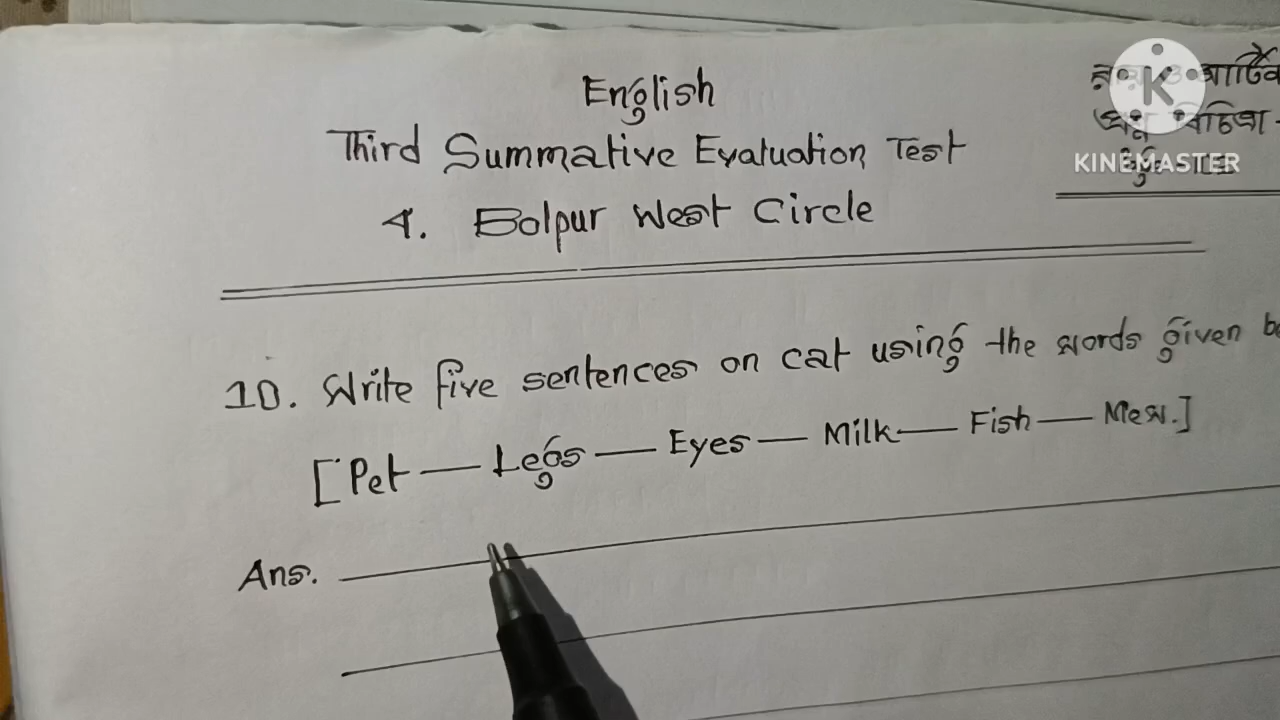 English
Third Summative Evaluation Test
4. Bolpur West Circle
KINEMASTER
10. Write five sentences on cat using the words given
[Pet — Legs — Eyes — Milk — Fish — Mew.]
Ans.